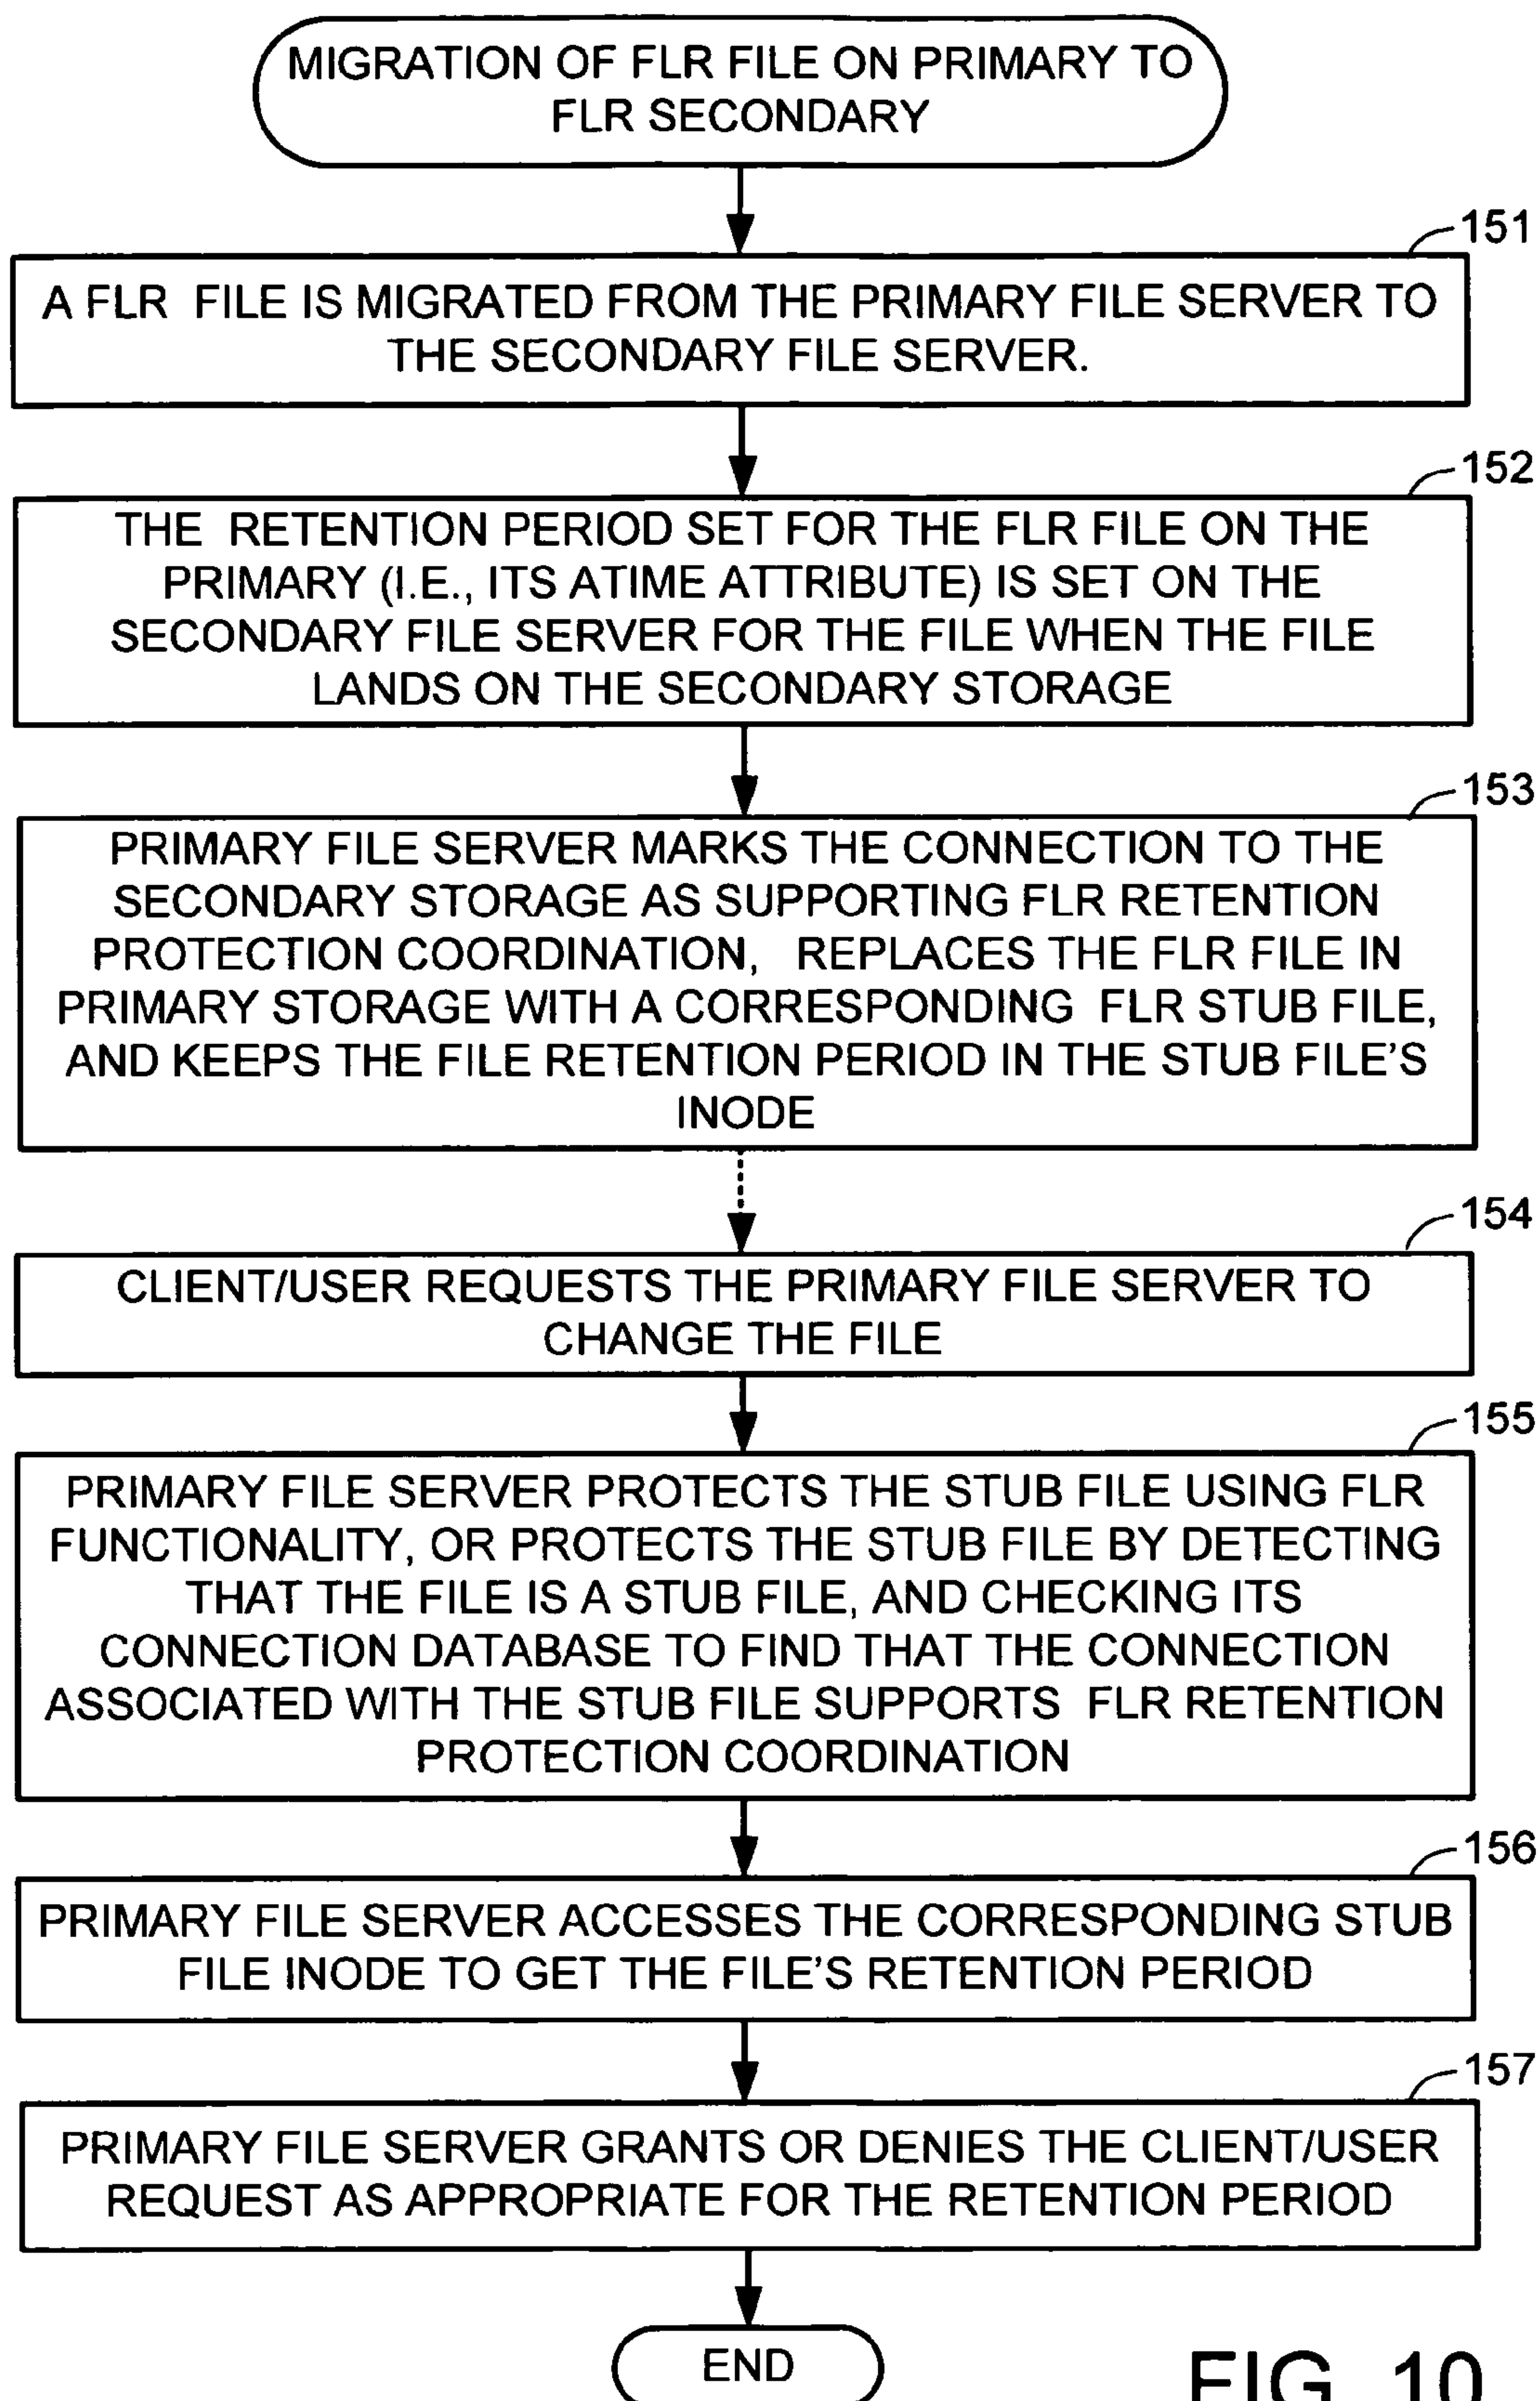 MIGRATION OF FLR FILE ON PRIMARY TO
FLR SECONDARY
151
A FLR FILE IS MIGRATED FROM THE PRIMARY FILE SERVER TO
THE SECONDARY FILE SERVER.
152
THE RETENTION PERIOD SET FOR THE FLR FILE ON THE
PRIMARY (I.E., ITS ATIME ATTRIBUTE) IS SET ON THE
SECONDARY FILE SERVER FOR THE FILE WHEN THE FILE
LANDS ON THE SECONDARY STORAGE
153
PRIMARY FILE SERVER MARKS THE CONNECTION TO THE
SECONDARY STORAGE AS SUPPORTING FLR RETENTION
PROTECTION COORDINATION, REPLACES THE FLR FILE IN
PRIMARY STORAGE WITH A CORRESPONDING FLR STUB FILE,
AND KEEPS THE FILE RETENTION PERIOD IN THE STUB FILE'S
INODE
154
CLIENT/USER REQUESTS THE PRIMARY FILE SERVER TO
CHANGE THE FILE
155
PRIMARY FILE SERVER PROTECTS THE STUB FILE USING FLR
FUNCTIONALITY, OR PROTECTS THE STUB FILE BY DETECTING
THAT THE FILE IS A STUB FILE, AND CHECKING ITS
CONNECTION DATABASE TO FIND THAT THE CONNECTION
ASSOCIATED WITH THE STUB FILE SUPPORTS FLR RETENTION
PROTECTION COORDINATION
156
PRIMARY FILE SERVER ACCESSES THE CORRESPONDING STUB
FILE INODE TO GET THE FILE'S RETENTION PERIOD
157
PRIMARY FILE SERVER GRANTS OR DENIES THE CLIENT/USER
REQUEST AS APPROPRIATE FOR THE RETENTION PERIOD
END
FIG. 10